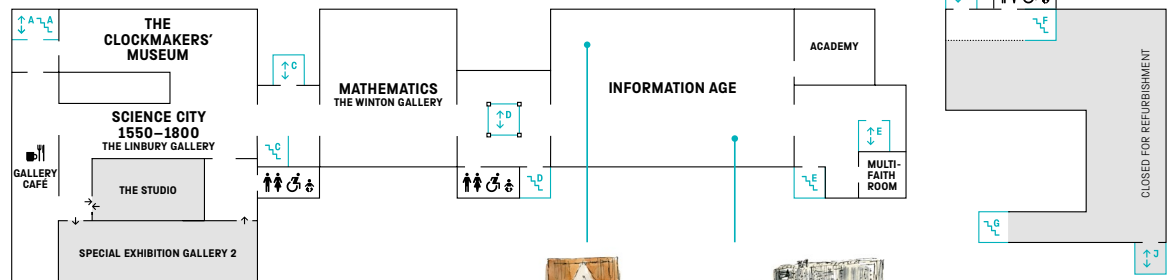 A
A
THE
CLOCKMAKERS'
MUSEUM
SCIENCE CITY
1550–1800
THE LINBURY GALLERY
GALLERY
CAFÉ
THE STUDIO
SPECIAL EXHIBITION GALLERY 2
C
C
MATHEMATICS
THE WINTON GALLERY
D
D
INFORMATION AGE
ACADEMY
E
E
MULTI-
FAITH
ROOM
F
CLOSED FOR REFURBISHMENT
G
J